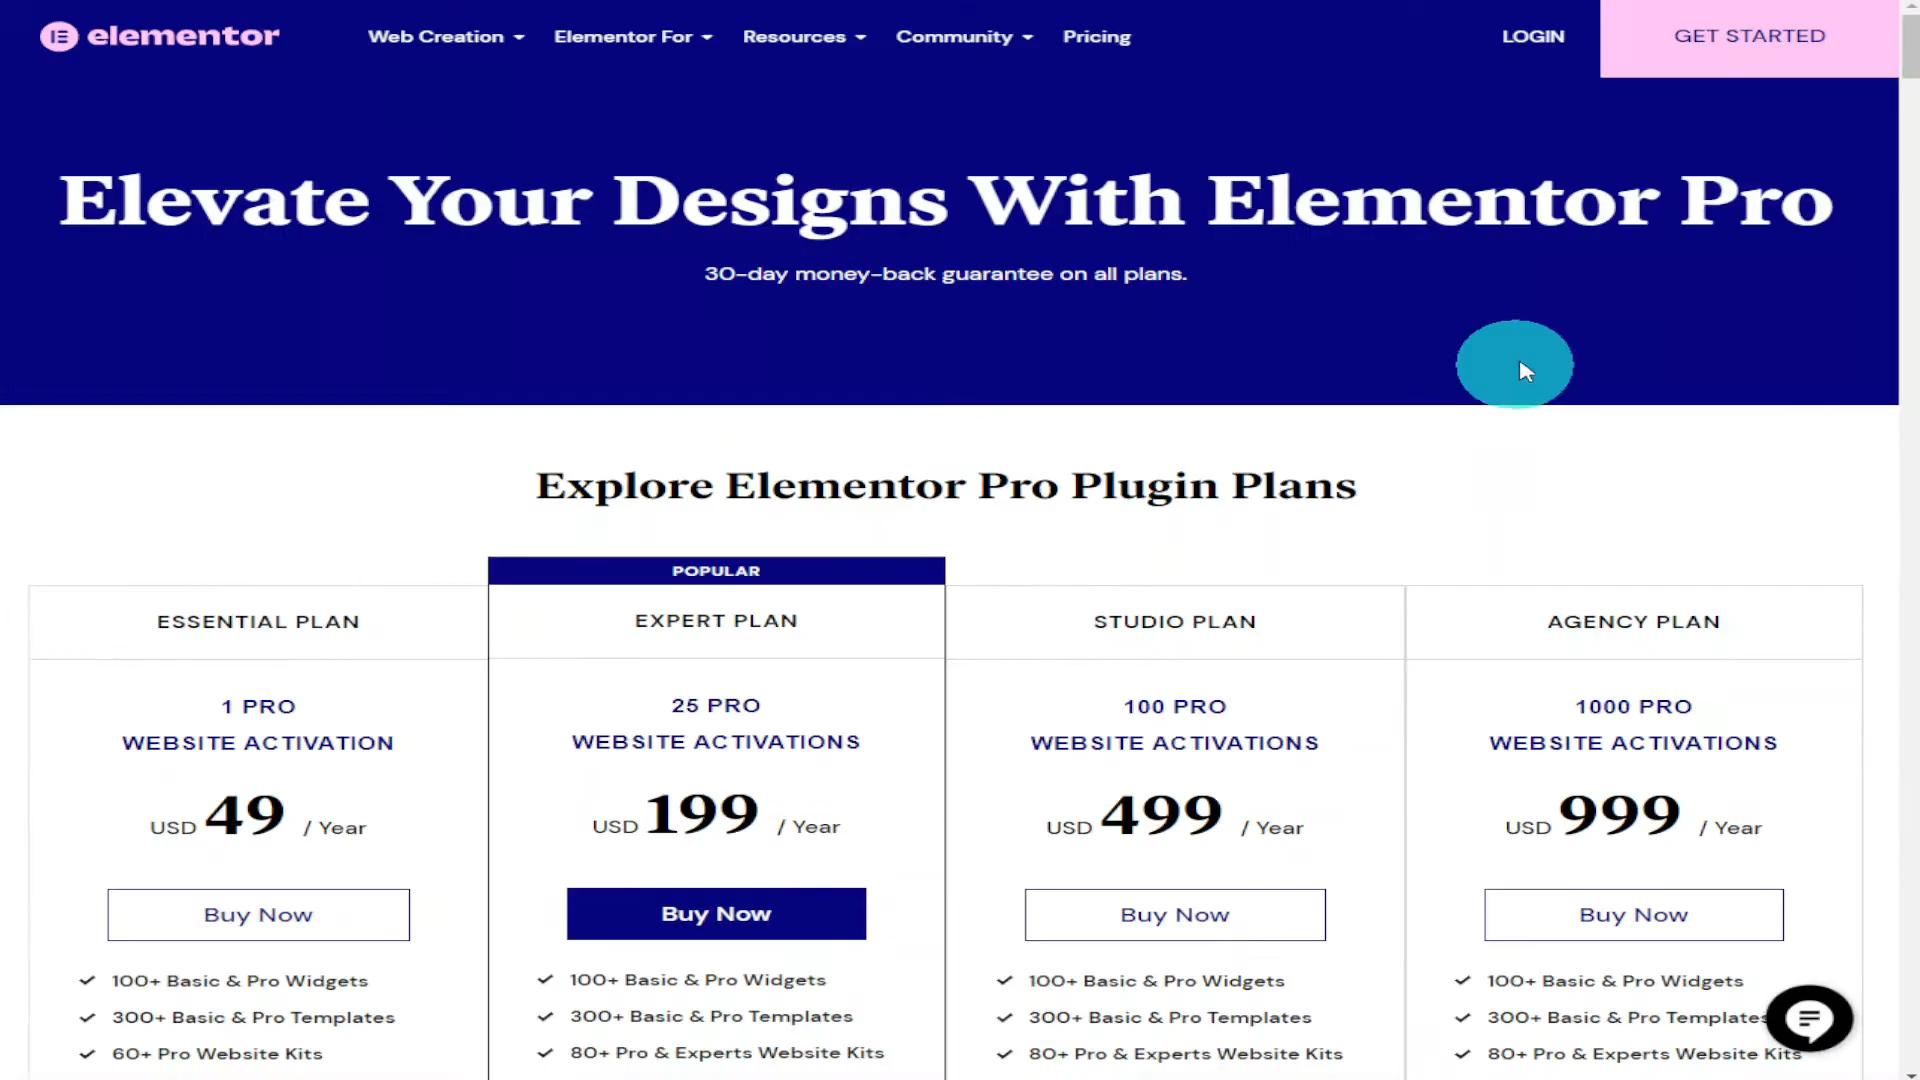 elementor
Web Creation Elementor For Resources Community Pricing LOGIN GET STARTED
Elevate Your Designs With Elementor Pro
30-day money-back guarantee on all plans.
Explore Elementor Pro Plugin Plans
POPULAR
ESSENTIAL PLAN
1 PRO
WEBSITE ACTIVATION
USD 49 / Year
Buy Now
100+ Basic & Pro Widgets
300+ Basic & Pro Templates
60+ Pro Website Kits
EXPERT PLAN
25 PRO
WEBSITE ACTIVATIONS
USD 199 / Year
Buy Now
100+ Basic & Pro Widgets
300+ Basic & Pro Templates
80+ Pro & Experts Website Kits
STUDIO PLAN
100 PRO
WEBSITE ACTIVATIONS
USD 499 / Year
Buy Now
100+ Basic & Pro Widgets
300+ Basic & Pro Templates
80+ Pro & Experts Website Kits
AGENCY PLAN
1000 PRO
WEBSITE ACTIVATIONS
USD 999 / Year
Buy Now
100+ Basic & Pro Widgets
300+ Basic & Pro Templates
80+ Pro & Experts Website Kits